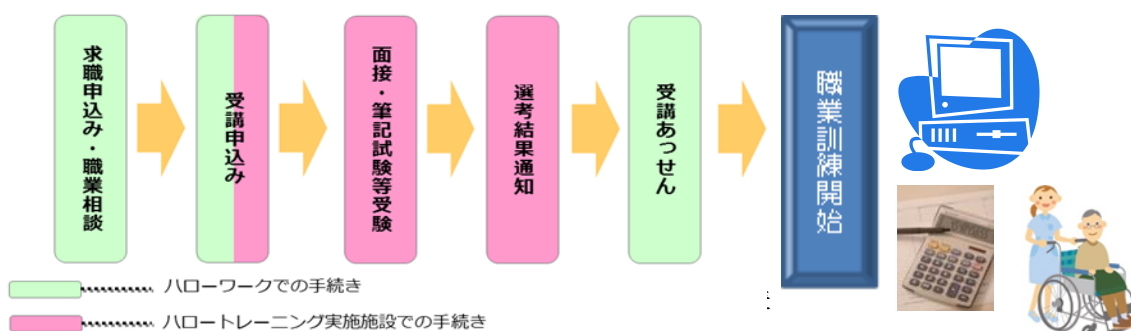 求職申込み・職業相談
受講申込み
面接・筆記試験等受験
選考結果通知
受講あっせん
職業訓練開始
ハローワークでの手続き
ハロートレーニング実施施設での手続き